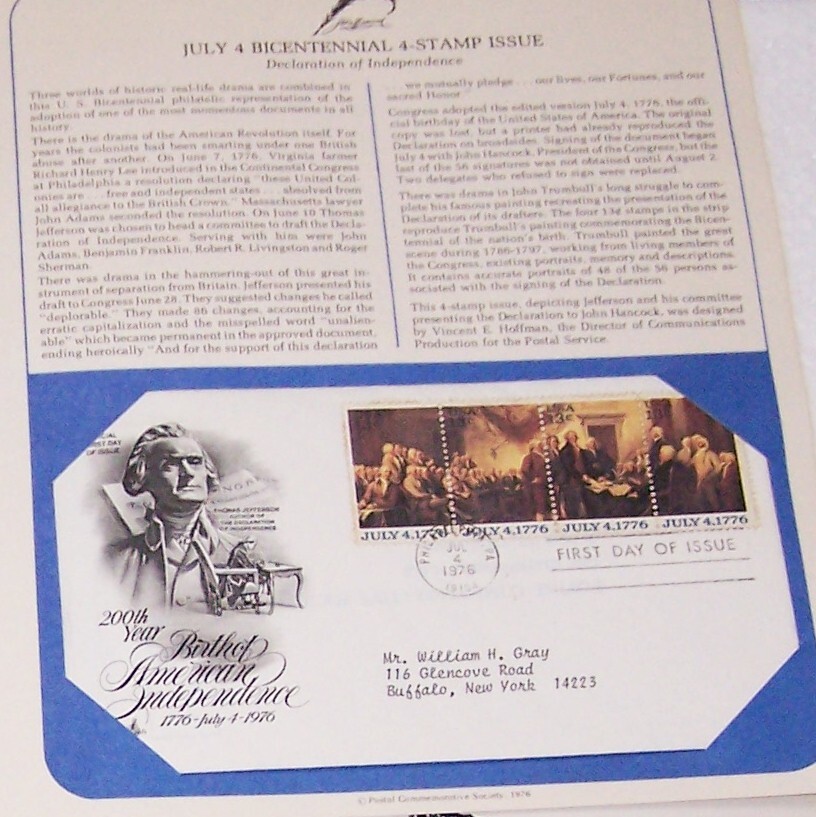 JULY 4 BICENTENNIAL 4-STAMP ISSUE
Declaration of Independence
Three worlds of historic real-life drama are combined in
this U. S. Bicentennial philatelic representation of the
adoption of one of the most momentous documents in all
history.
There is the drama of the American Revolution itself. For
years the colonists had been smarting under one British
abuse after another. On June 7, 1776, Virginia farmer
Richard Henry Lee introduced in the Continental Congress
at Philadelphia a resolution declaring "these United Col-
onies are . . . free and independent states . . . absolved from
all allegiance to the British Crown." Massachusetts lawyer
John Adams seconded the resolution. On June 10 Thomas
Jefferson was chosen to head a committee to draft the Decla-
ration of Independence. Serving with him were John
Adams, Benjamin Franklin, Robert R. Livingston and Roger
Sherman.
There was drama in the hammering-out of this great in-
strument of separation from Britain. Jefferson presented his
draft to Congress June 28. They suggested changes he called
"deplorable." They made 86 changes, accounting for the
erratic capitalization and the misspelled word "unalien-
able" which became permanent in the approved document,
ending heroically "And for the support of this declaration
. . . we mutually pledge . . . our lives, our Fortunes, and our
sacred Honor."
Congress adopted the edited version July 4, 1776, the offi-
cial birthday of the United States of America. The original
copy was lost, but a printer had already reproduced the
Declaration on broadsides. Signing of the document began
July 4 with John Hancock, President of the Congress, but the
last of the 56 signatures was not obtained until August 2.
Two delegates who refused to sign were replaced.
There was drama in John Trumbull's long struggle to com-
plete his famous painting recreating the presentation of the
Declaration of its drafters. The four 13¢ stamps in the strip
reproduce Trumbull's painting commemorating the Bicen-
tennial of the nation's birth. Trumbull painted the great
scene during 1786-1797, working from living members of
the Congress, existing portraits, memory and descriptions.
It contains accurate portraits of 48 of the 56 persons as-
sociated with the signing of the Declaration.
This 4-stamp issue, depicting Jefferson and his committee
presenting the Declaration to John Hancock, was designed
by Vincent E. Hoffman, the Director of Communications
Production for the Postal Service.
FIRST DAY
OF ISSUE
THOMAS JEFFERSON
AUTHOR OF
THE DECLARATION
OF INDEPENDENCE
200th
Year
Birth of
American
Independence
1776-July-4-1976
13¢
USA
13¢
USA
13¢
13¢
JULY 4, 1776 JULY 4, 1776 JULY 4, 1776 JULY 4, 1776
JUL
4
1976
PA
FIRST DAY OF ISSUE
Mr. William H. Gray
116 Glencove Road
Buffalo, New York 14223
© Postal Commemorative Society 1976